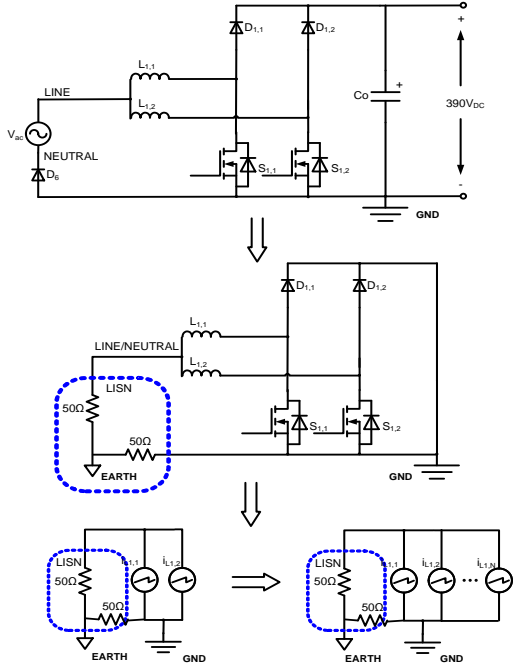 D1,1
D1,2
L1,1
LINE
L1,2
Co
+
+
390VDC
Vac
NEUTRAL
D6
S1,1
S1,2
-
GND
D1,1
D1,2
L1,1
LINE/NEUTRAL
L1,2
LISN
50Ω
S1,1
S1,2
50Ω
EARTH
GND
LISN
50Ω
iL1,1
iL1,2
50Ω
EARTH
GND
LISN
50Ω
iL1,1
iL1,2
iL1,N
50Ω
EARTH
GND